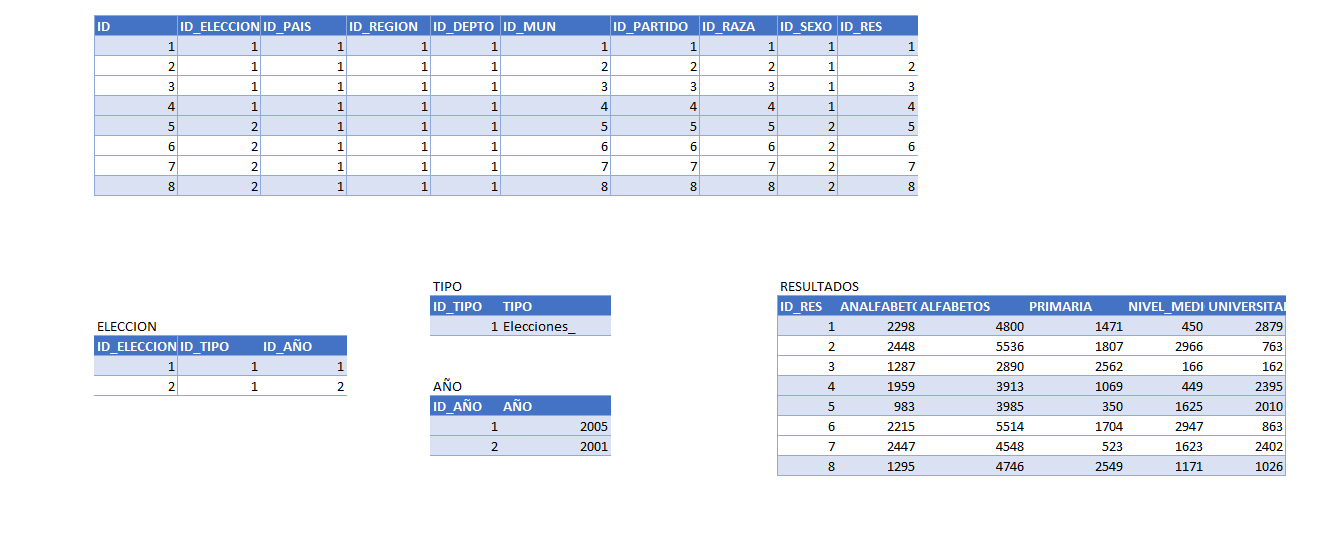 ID ID_ELECCION ID_PAIS ID_REGION ID_DEPTO ID_MUN ID_PARTIDO ID_RAZA ID_SEXO ID_RES
1 1 1 1 1 1 1 1 1 1
2 1 1 1 1 2 2 2 1 2
3 1 1 1 1 3 3 3 1 3
4 1 1 1 1 4 4 4 1 4
5 2 1 1 1 5 5 5 2 5
6 2 1 1 1 6 6 6 2 6
7 2 1 1 1 7 7 7 2 7
8 2 1 1 1 8 8 8 2 8
ELECCION
ID_ELECCION ID_TIPO ID_AÑO
1 1 1
2 1 2
TIPO
ID_TIPO TIPO
1 Elecciones_
AÑO
ID_AÑO AÑO
1 2005
2 2001
RESULTADOS
ID_RES ANALFABETO ALFABETOS PRIMARIA NIVEL_MEDI UNIVERSITA
1 2298 4800 1471 450 2879
2 2448 5536 1807 2966 763
3 1287 2890 2562 166 162
4 1959 3913 1069 449 2395
5 983 3985 350 1625 2010
6 2215 5514 1704 2947 863
7 2447 4548 523 1623 2402
8 1295 4746 2549 1171 1026